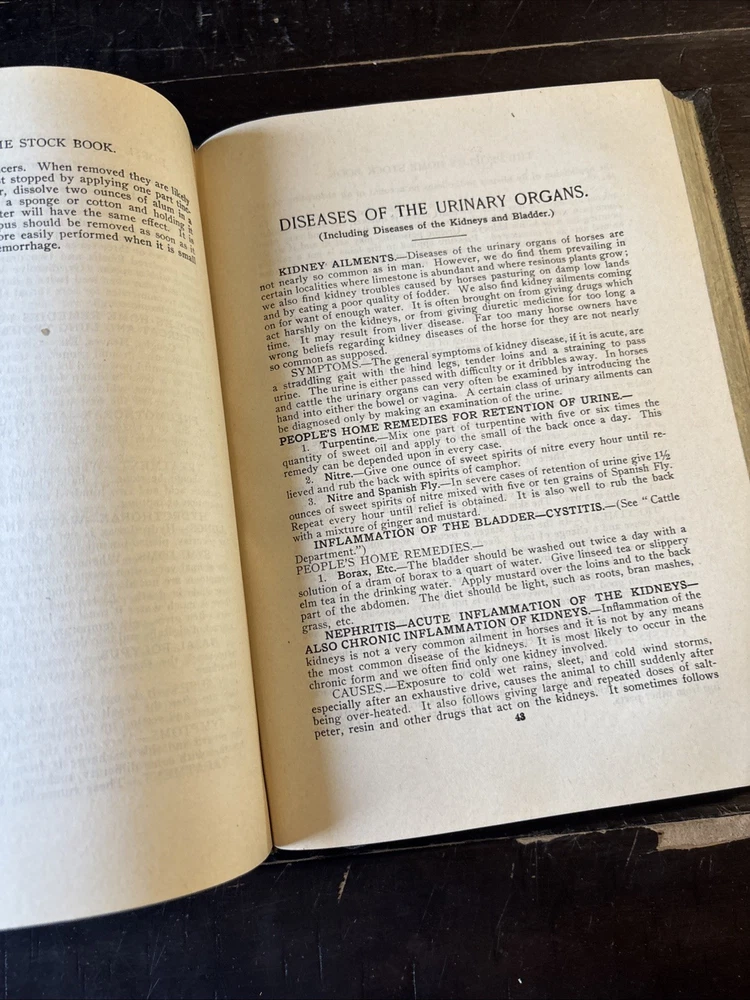 IE STOCK BOOK.
cers. When removed they are likely
t stopped by applying one part tinc-
r, dissolve two ounces of alum in a
a sponge or cotton and holding in
ter will have the same effect. It is
pus should be removed as soon as it
ore easily performed when it is small
emorrhage.
DISEASES OF THE URINARY ORGANS.
(Including Diseases of the Kidneys and Bladder.)
KIDNEY AILMENTS.—Diseases of the urinary organs of horses are
not nearly so common as in man. However, we do find them prevailing in
certain localities where limestone is abundant and where resinous plants grow;
we also find kidney troubles caused by horses pasturing on damp low lands
and by eating a poor quality of fodder. We also find kidney ailments coming
on for want of enough water. It is often brought on from giving drugs which
act harshly on the kidneys, or from giving diuretic medicine for too long a
time. It may result from liver disease. Far too many horse owners have
wrong beliefs regarding kidney diseases of the horse for they are not nearly
so common as supposed.
SYMPTOMS.—The general symptoms of kidney disease, if it is acute, are
a straddling gait with the hind legs, tender loins and a straining to pass
urine. The urine is either passed with difficulty or it dribbles away. In horses
and cattle the urinary organs can very often be examined by introducing the
hand into either the bowel or vagina. A certain class of urinary ailments can
be diagnosed only by making an examination of the urine.
PEOPLE'S HOME REMEDIES FOR RETENTION OF URINE.—
1. Turpentine.—Mix one part of turpentine with five or six times the
quantity of sweet oil and apply to the small of the back once a day. This
remedy can be depended upon in every case.
2. Nitre.—Give one ounce of sweet spirits of nitre every hour until re-
lieved and rub the back with spirits of camphor.
3. Nitre and Spanish Fly.—In severe cases of retention of urine give 1½
ounces of sweet spirits of nitre mixed with five or ten grains of Spanish Fly.
Repeat every hour until relief is obtained. It is also well to rub the back
with a mixture of ginger and mustard.
INFLAMMATION OF THE BLADDER—CYSTITIS.—(See "Cattle
Department.")
PEOPLE'S HOME REMEDIES.—
1. Borax, Etc.—The bladder should be washed out twice a day with a
solution of a dram of borax to a quart of water. Give linseed tea or slippery
elm tea in the drinking water. Apply mustard over the loins and to the back
part of the abdomen. The diet should be light, such as roots, bran mashes,
grass, etc.
NEPHRITIS—ACUTE INFLAMMATION OF THE KIDNEYS—
ALSO CHRONIC INFLAMMATION OF KIDNEYS.—Inflammation of the
kidneys is not a very common ailment in horses and it is not by any means
the most common disease of the kidneys. It is most likely to occur in the
chronic form and we often find only one kidney involved.
CAUSES.—Exposure to cold wet rains, sleet, and cold wind storms,
especially after an exhaustive drive, causes the animal to chill suddenly after
being over-heated. It also follows giving large and repeated doses of salt-
peter, resin and other drugs that act on the kidneys. It sometimes follows
43